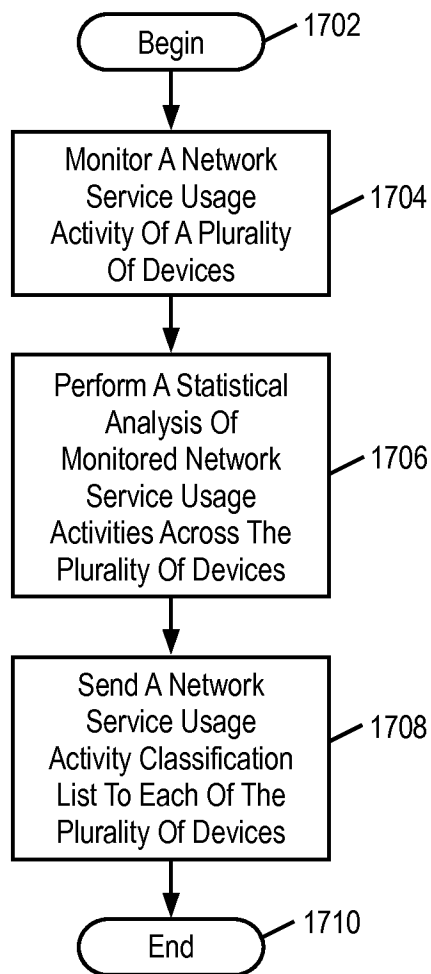 1702
Begin
Monitor A Network
Service Usage
Activity Of A Plurality
Of Devices
1704
Perform A Statistical
Analysis Of
Monitored Network
Service Usage
Activities Across The
Plurality Of Devices
1706
Send A Network
Service Usage
Activity Classification
List To Each Of The
Plurality Of Devices
1708
End
1710